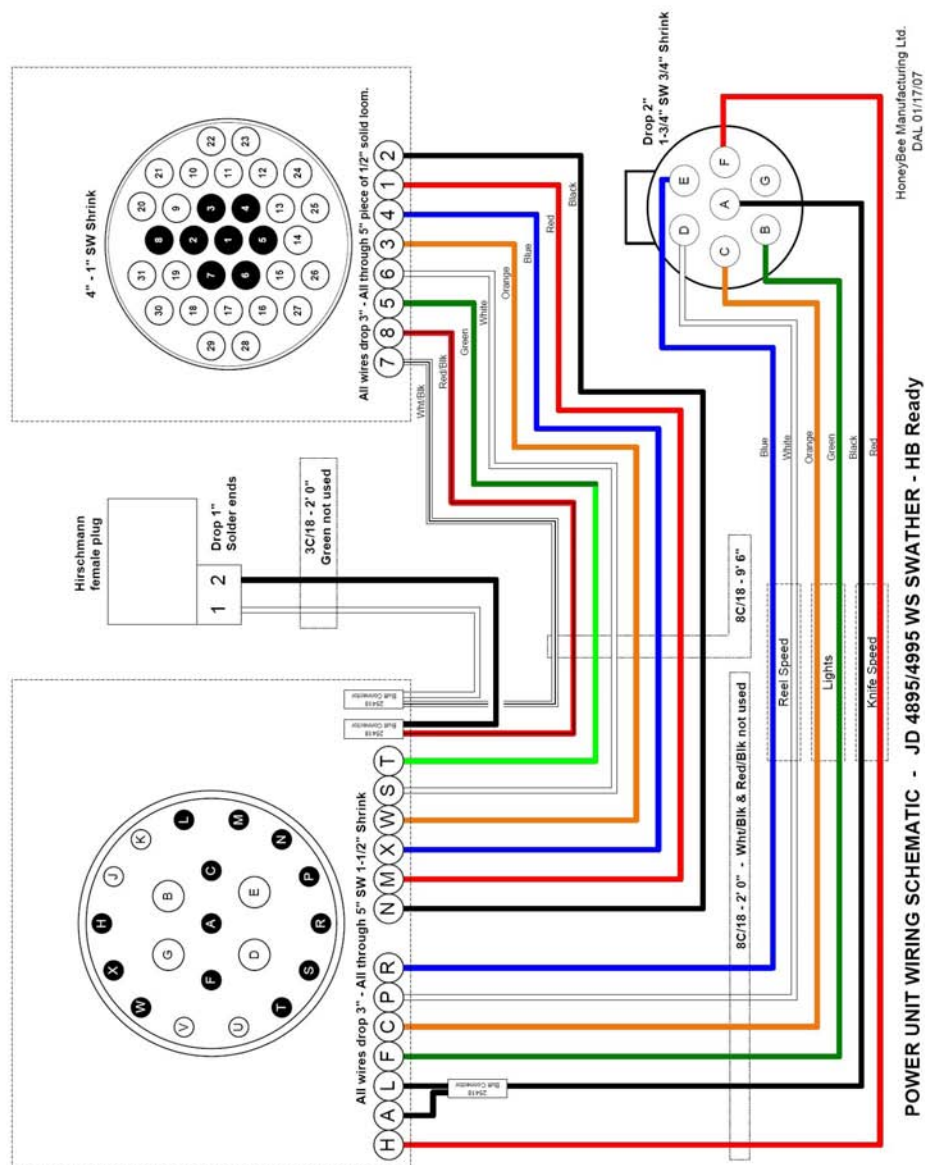 4" - 1" SW Shrink
22
23
21
10
11
12
24
20
9
3
4
13
25
8
2
1
5
14
31
19
7
6
15
26
30
18
17
16
27
29
28
All wires drop 3" - All through 5" piece of 1/2" solid loom.
7
8
5
6
3
4
1
2
Wht/Blk
Red/Blk
Green
White
Orange
Blue
Red
Black
Hirschmann
female plug
1
2
Drop 1"
Solder ends
3C/18 - 2' 0"
Green not used
8C/18 - 9' 6"
Butt Connector
25418
Butt Connector
25418
K
L
J
M
B
C
H
N
A
E
X
P
G
R
F
D
W
S
V
U
T
All wires drop 3" - All through 5" SW 1-1/2" Shrink
H
A
L
F
C
P
R
N
M
X
W
S
T
Butt Connector
25418
8C/18 - 2' 0" - Wht/Blk & Red/Blk not used
Drop 2"
1-3/4" SW 3/4" Shrink
E
F
D
A
G
C
B
Blue
White
Orange
Green
Black
Red
Reel Speed
Lights
Knife Speed
POWER UNIT WIRING SCHEMATIC - JD 4895/4995 WS SWATHER - HB Ready
HoneyBee Manufacturing Ltd.
DAL 01/17/07